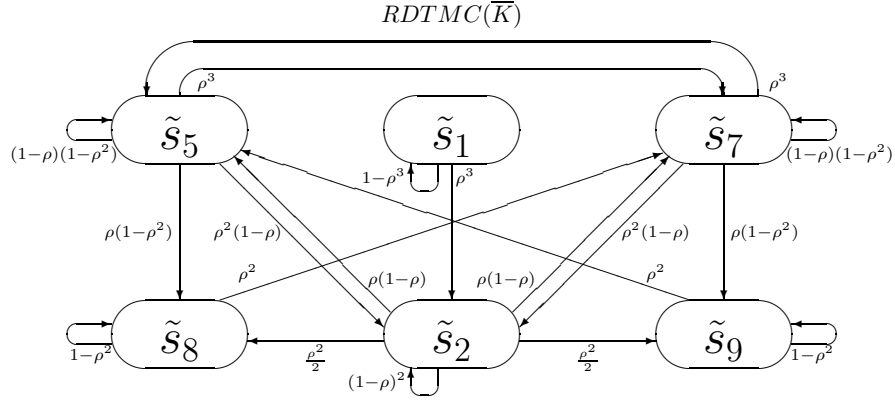 RDTMC(K̅)
ρ³ ρ³
s̃₅ s̃₁ s̃₇
(1−ρ)(1−ρ²) 1−ρ³ ρ³ (1−ρ)(1−ρ²)
ρ(1−ρ²) ρ²(1−ρ) ρ²(1−ρ) ρ(1−ρ²)
ρ² ρ(1−ρ) ρ(1−ρ) ρ²
s̃₈ s̃₂ s̃₉
1−ρ² ρ²/2 ρ²/2 1−ρ²
(1−ρ)²